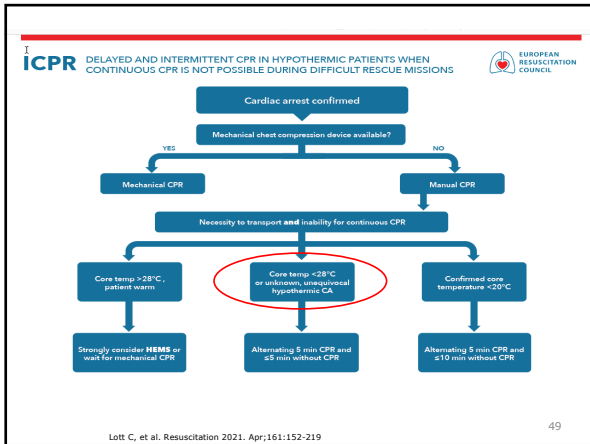 ICPR DELAYED AND INTERMITTENT CPR IN HYPOTHERMIC PATIENTS WHEN
CONTINUOUS CPR IS NOT POSSIBLE DURING DIFFICULT RESCUE MISSIONS
EUROPEAN
RESUSCITATION
COUNCIL
Cardiac arrest confirmed
Mechanical chest compression device available?
YES
NO
Mechanical CPR
Manual CPR
Necessity to transport and inability for continuous CPR
Core temp >28°C,
patient warm
Core temp <28°C
or unknown, unequivocal
hypothermic CA
Confirmed core
temperature <20°C
Strongly consider HEMS or
wait for mechanical CPR
Alternating 5 min CPR and
≤5 min without CPR
Alternating 5 min CPR and
≤10 min without CPR
Lott C, et al. Resuscitation 2021. Apr;161:152-219
49